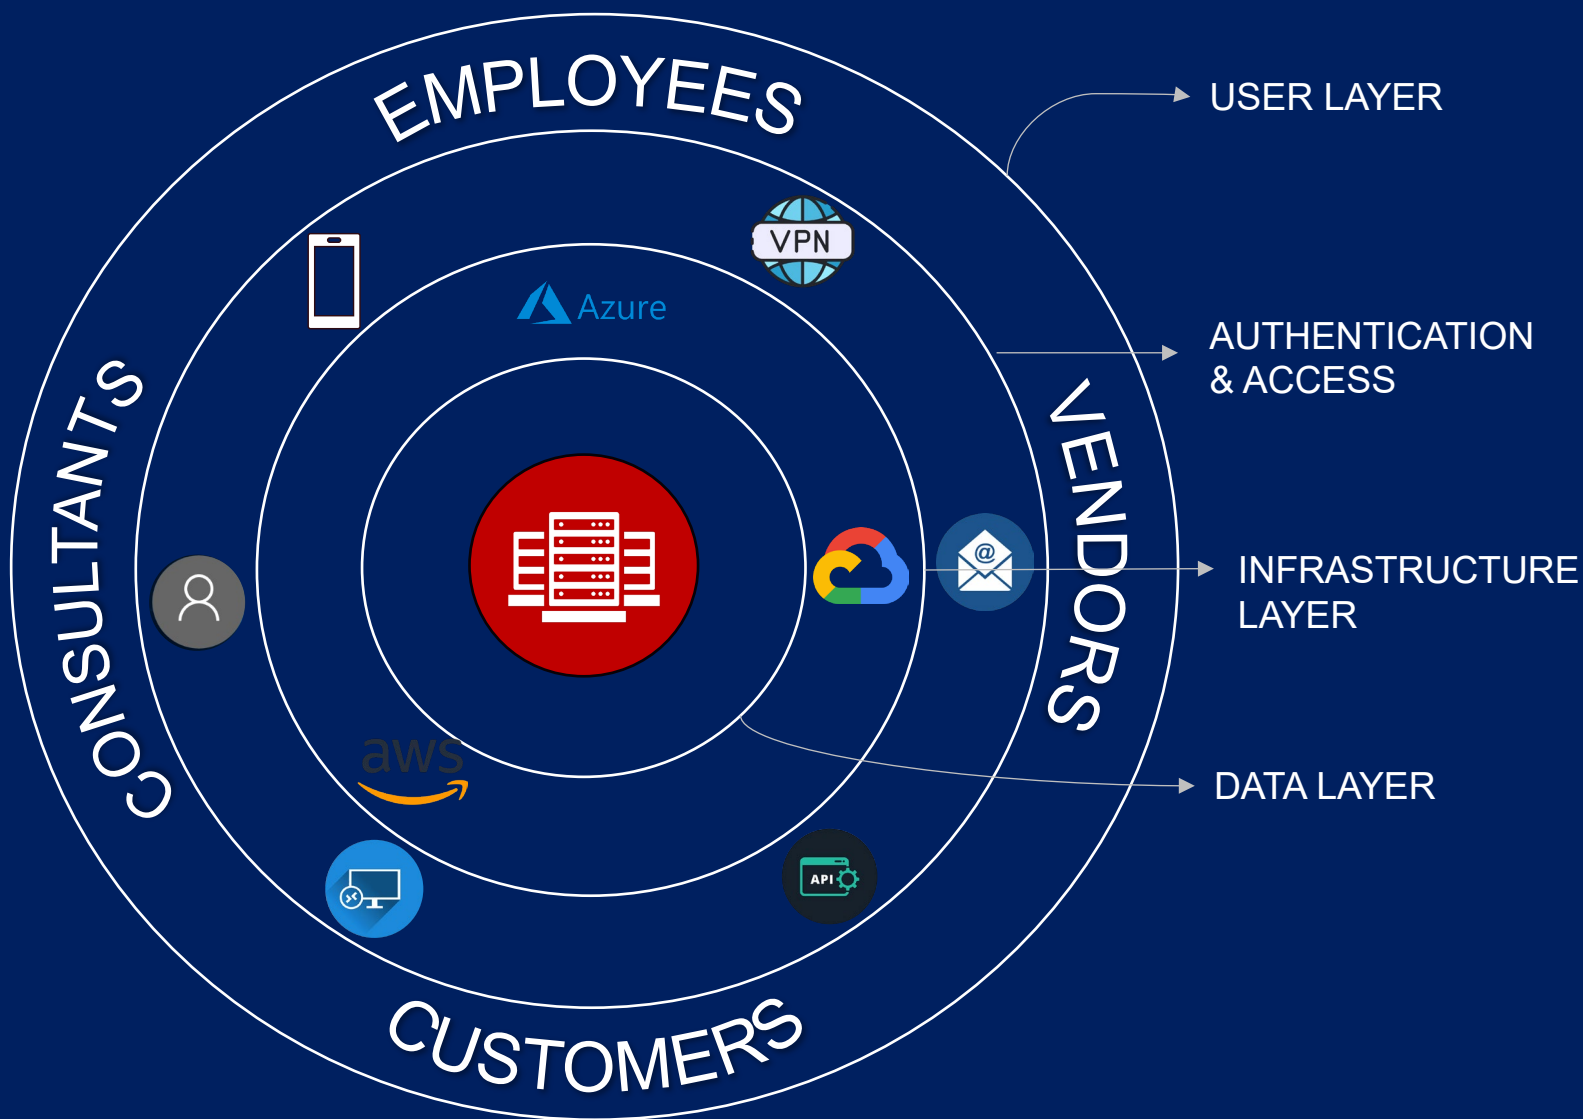 EMPLOYEES
USER LAYER
VPN
Azure
AUTHENTICATION
& ACCESS
CONSULTANTS
VENDORS
@
INFRASTRUCTURE
LAYER
aws
DATA LAYER
API
CUSTOMERS